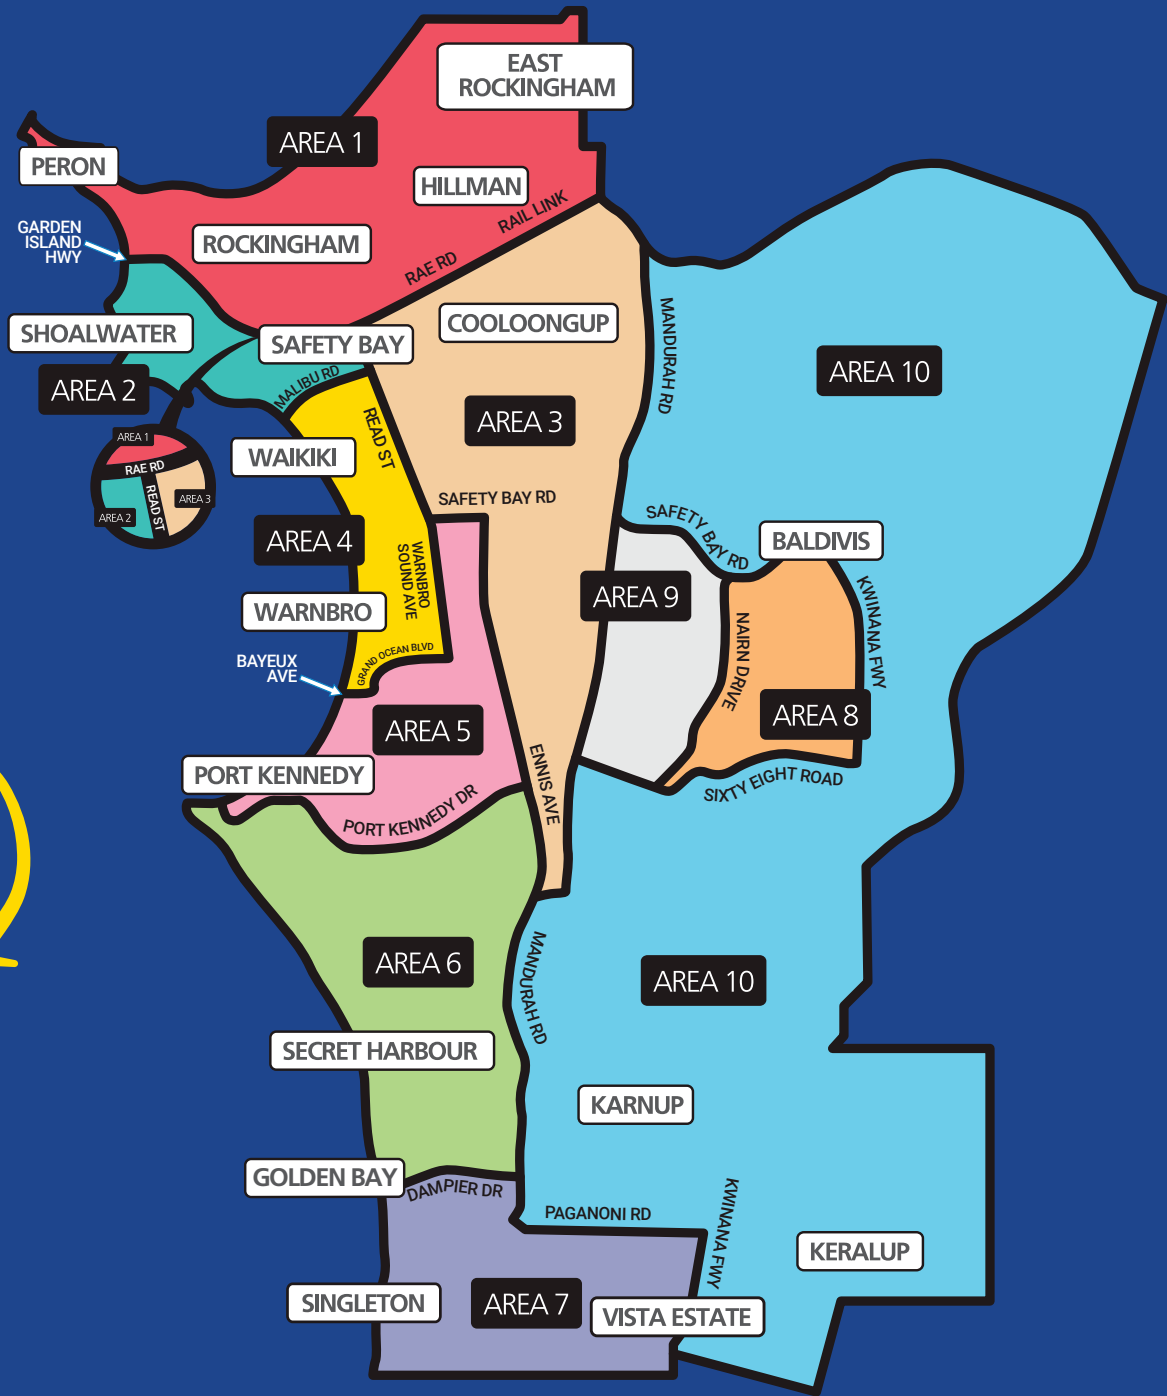 EAST
ROCKINGHAM
AREA 1
PERON
HILLMAN
RAIL LINK
GARDEN
ISLAND
HWY
ROCKINGHAM
RAE RD
SHOALWATER
SAFETY BAY
COOLOONGUP
MANDURAH RD
AREA 10
AREA 2
MALIBU RD
AREA 3
READ ST
AREA 1
RAE RD
READ ST
AREA 3
AREA 2
WAIKIKI
SAFETY BAY RD
SAFETY BAY RD
BALDIVIS
AREA 4
WARNBRO
SOUND AVE
AREA 9
KWINANA FWY
WARNBRO
NAIRN DRIVE
GRAND OCEAN BLVD
BAYEUX
AVE
AREA 5
AREA 8
PORT KENNEDY
ENNIS AVE
SIXTY EIGHT ROAD
PORT KENNEDY DR
AREA 6
MANDURAH RD
AREA 10
SECRET HARBOUR
KARNUP
GOLDEN BAY
DAMPIER DR
PAGANONI RD
KWINANA FWY
KERALUP
SINGLETON
AREA 7
VISTA ESTATE